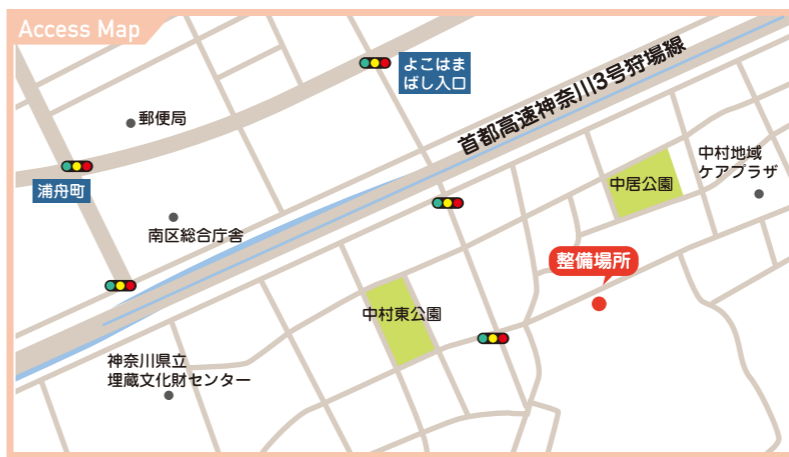 Access Map
よこはま
ばし入口
首都高速神奈川3号狩場線
郵便局
中村地域
ケアプラザ
中居公園
浦舟町
南区総合庁舎
整備場所
中村東公園
神奈川県立
埋蔵文化財センター